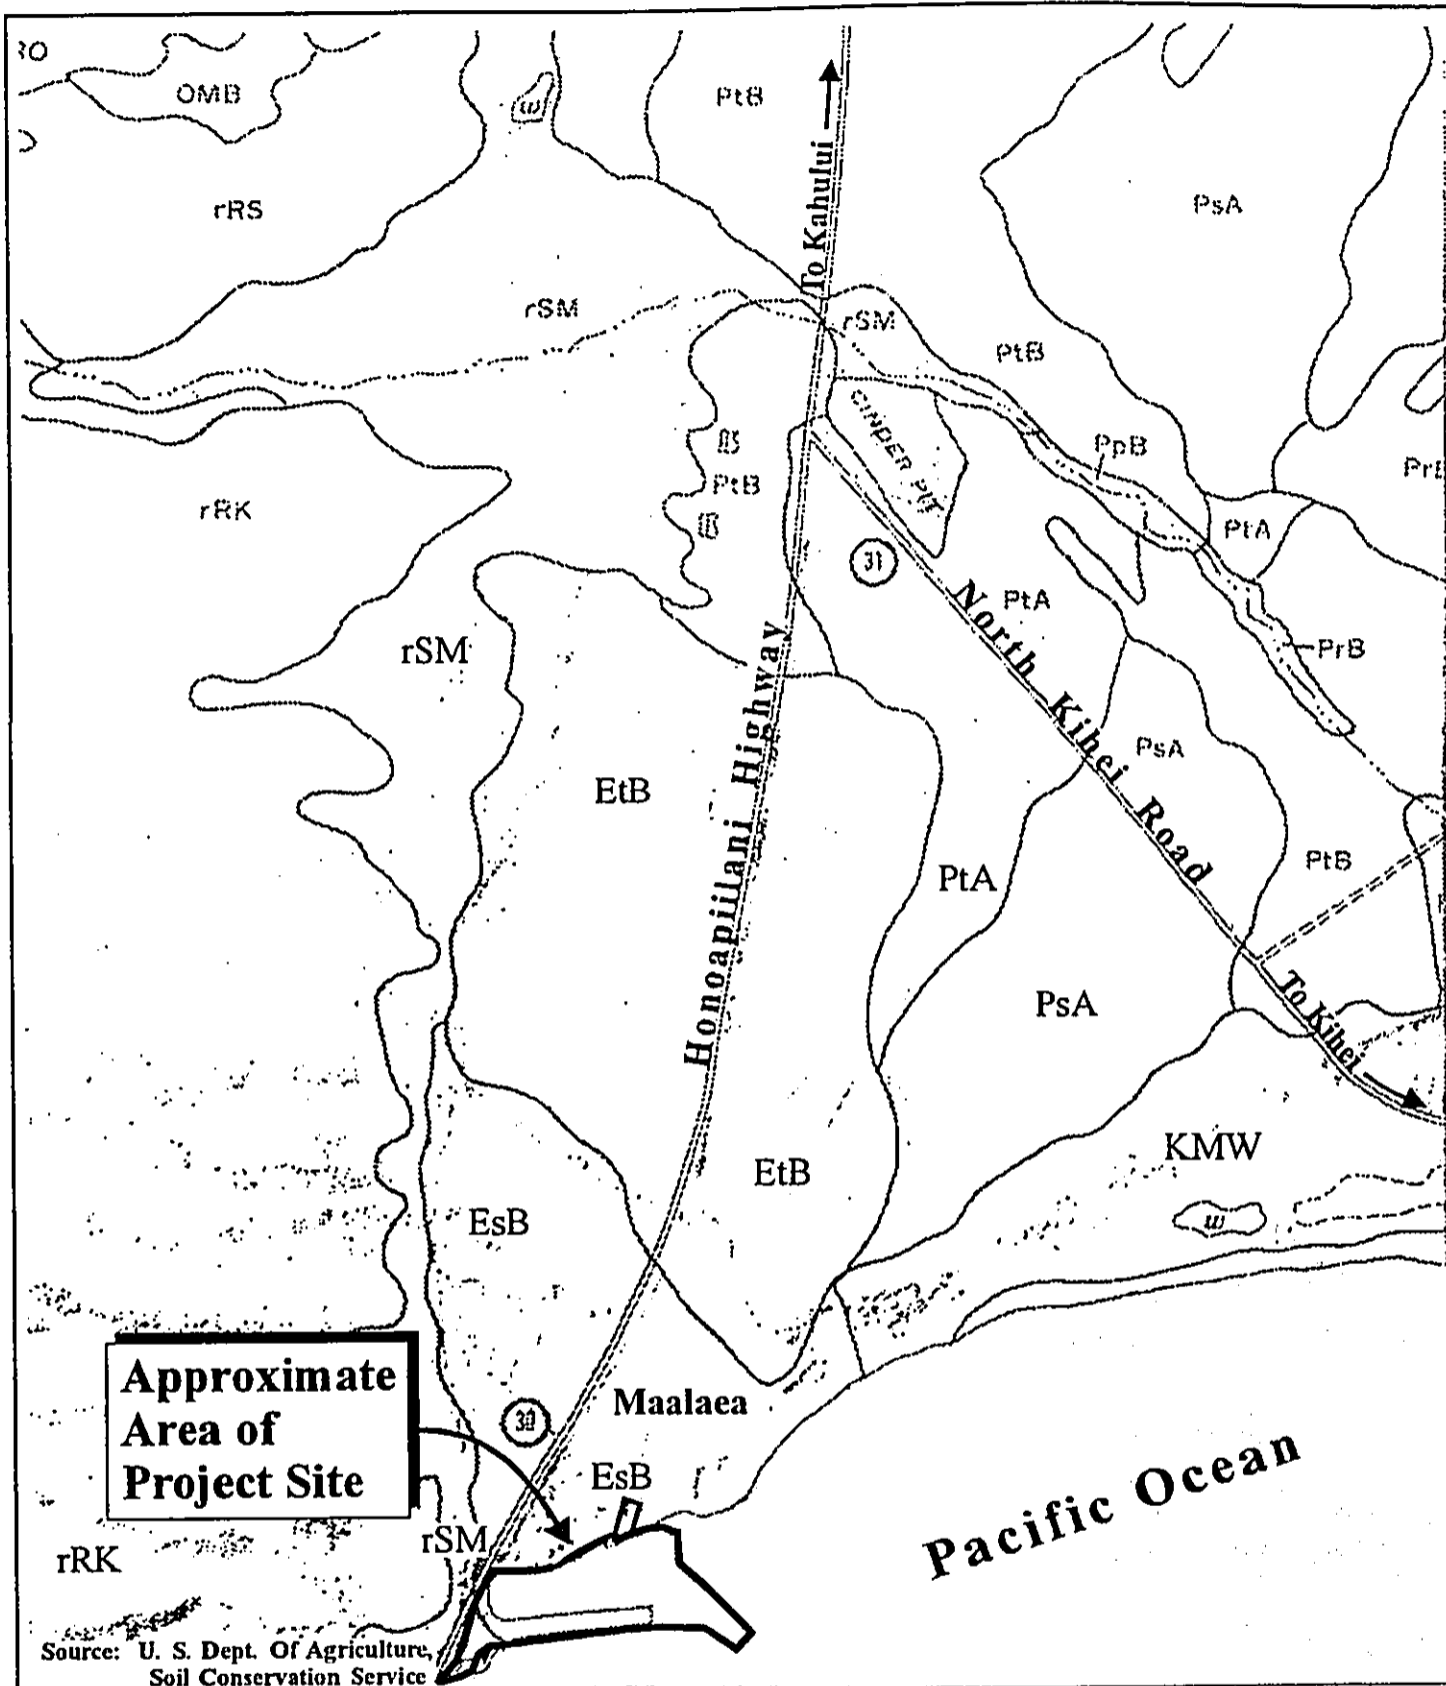 OMB
w
PtB
To Kahului
rRS
PsA
rSM
rSM
PtB
CINDER PIT
PpB
PtB
rRK
PtA
31
North Kihei Road
PtA
rSM
PrB
Honoapiilani Highway
PsA
EtB
PtB
PtA
PsA
To Kihei
KMW
EtB
EsB
w
Approximate
Area of
Project Site
30
Maalaea
EsB
Pacific Ocean
rSM
rRK
Source: U. S. Dept. Of Agriculture,
Soil Conservation Service